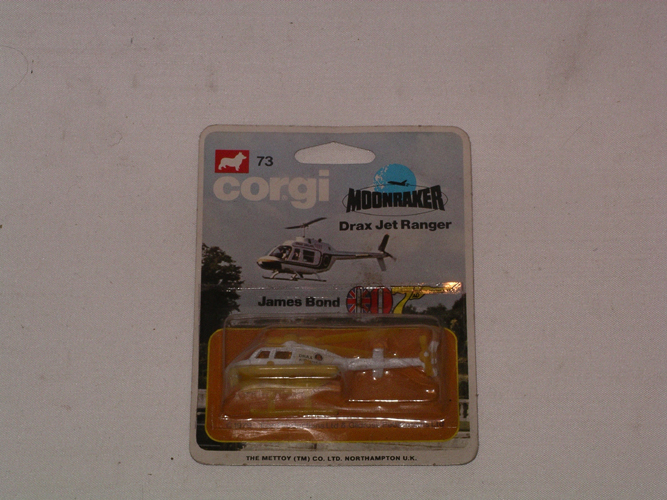 73
corgi
MOONRAKER
Drax Jet Ranger
James Bond 007
THE METTOY (TM) CO. LTD. NORTHAMPTON U.K.